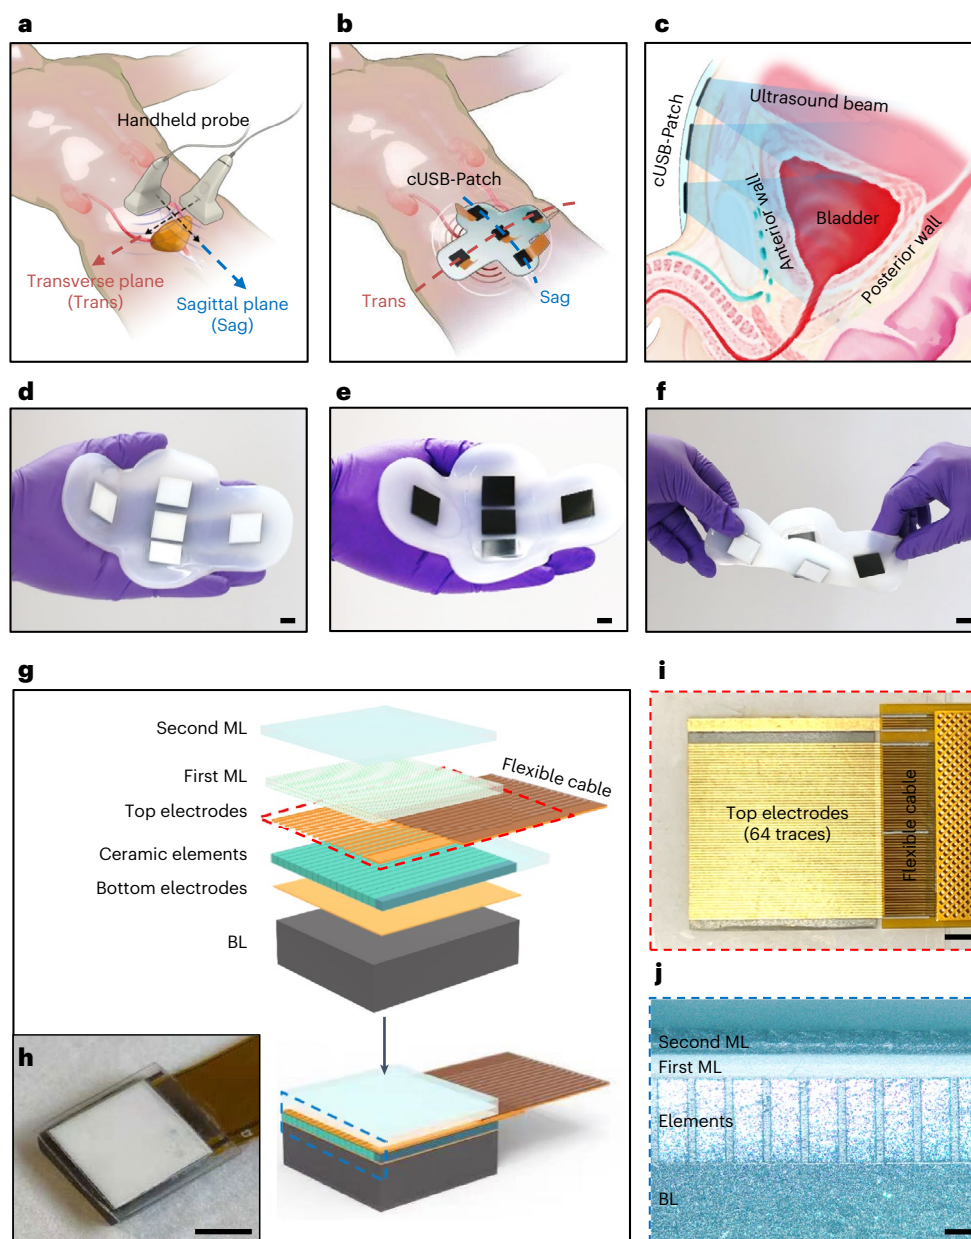 a
Handheld probe
Transverse plane
(Trans)
Sagittal plane
(Sag)
b
cUSB-Patch
Trans
Sag
c
cUSB-Patch
Ultrasound beam
Anterior wall
Bladder
Posterior wall
d
e
f
g
Second ML
First ML
Flexible cable
Top electrodes
Ceramic elements
Bottom electrodes
BL
h
i
Top electrodes
(64 traces)
Flexible cable
j
Second ML
First ML
Elements
BL